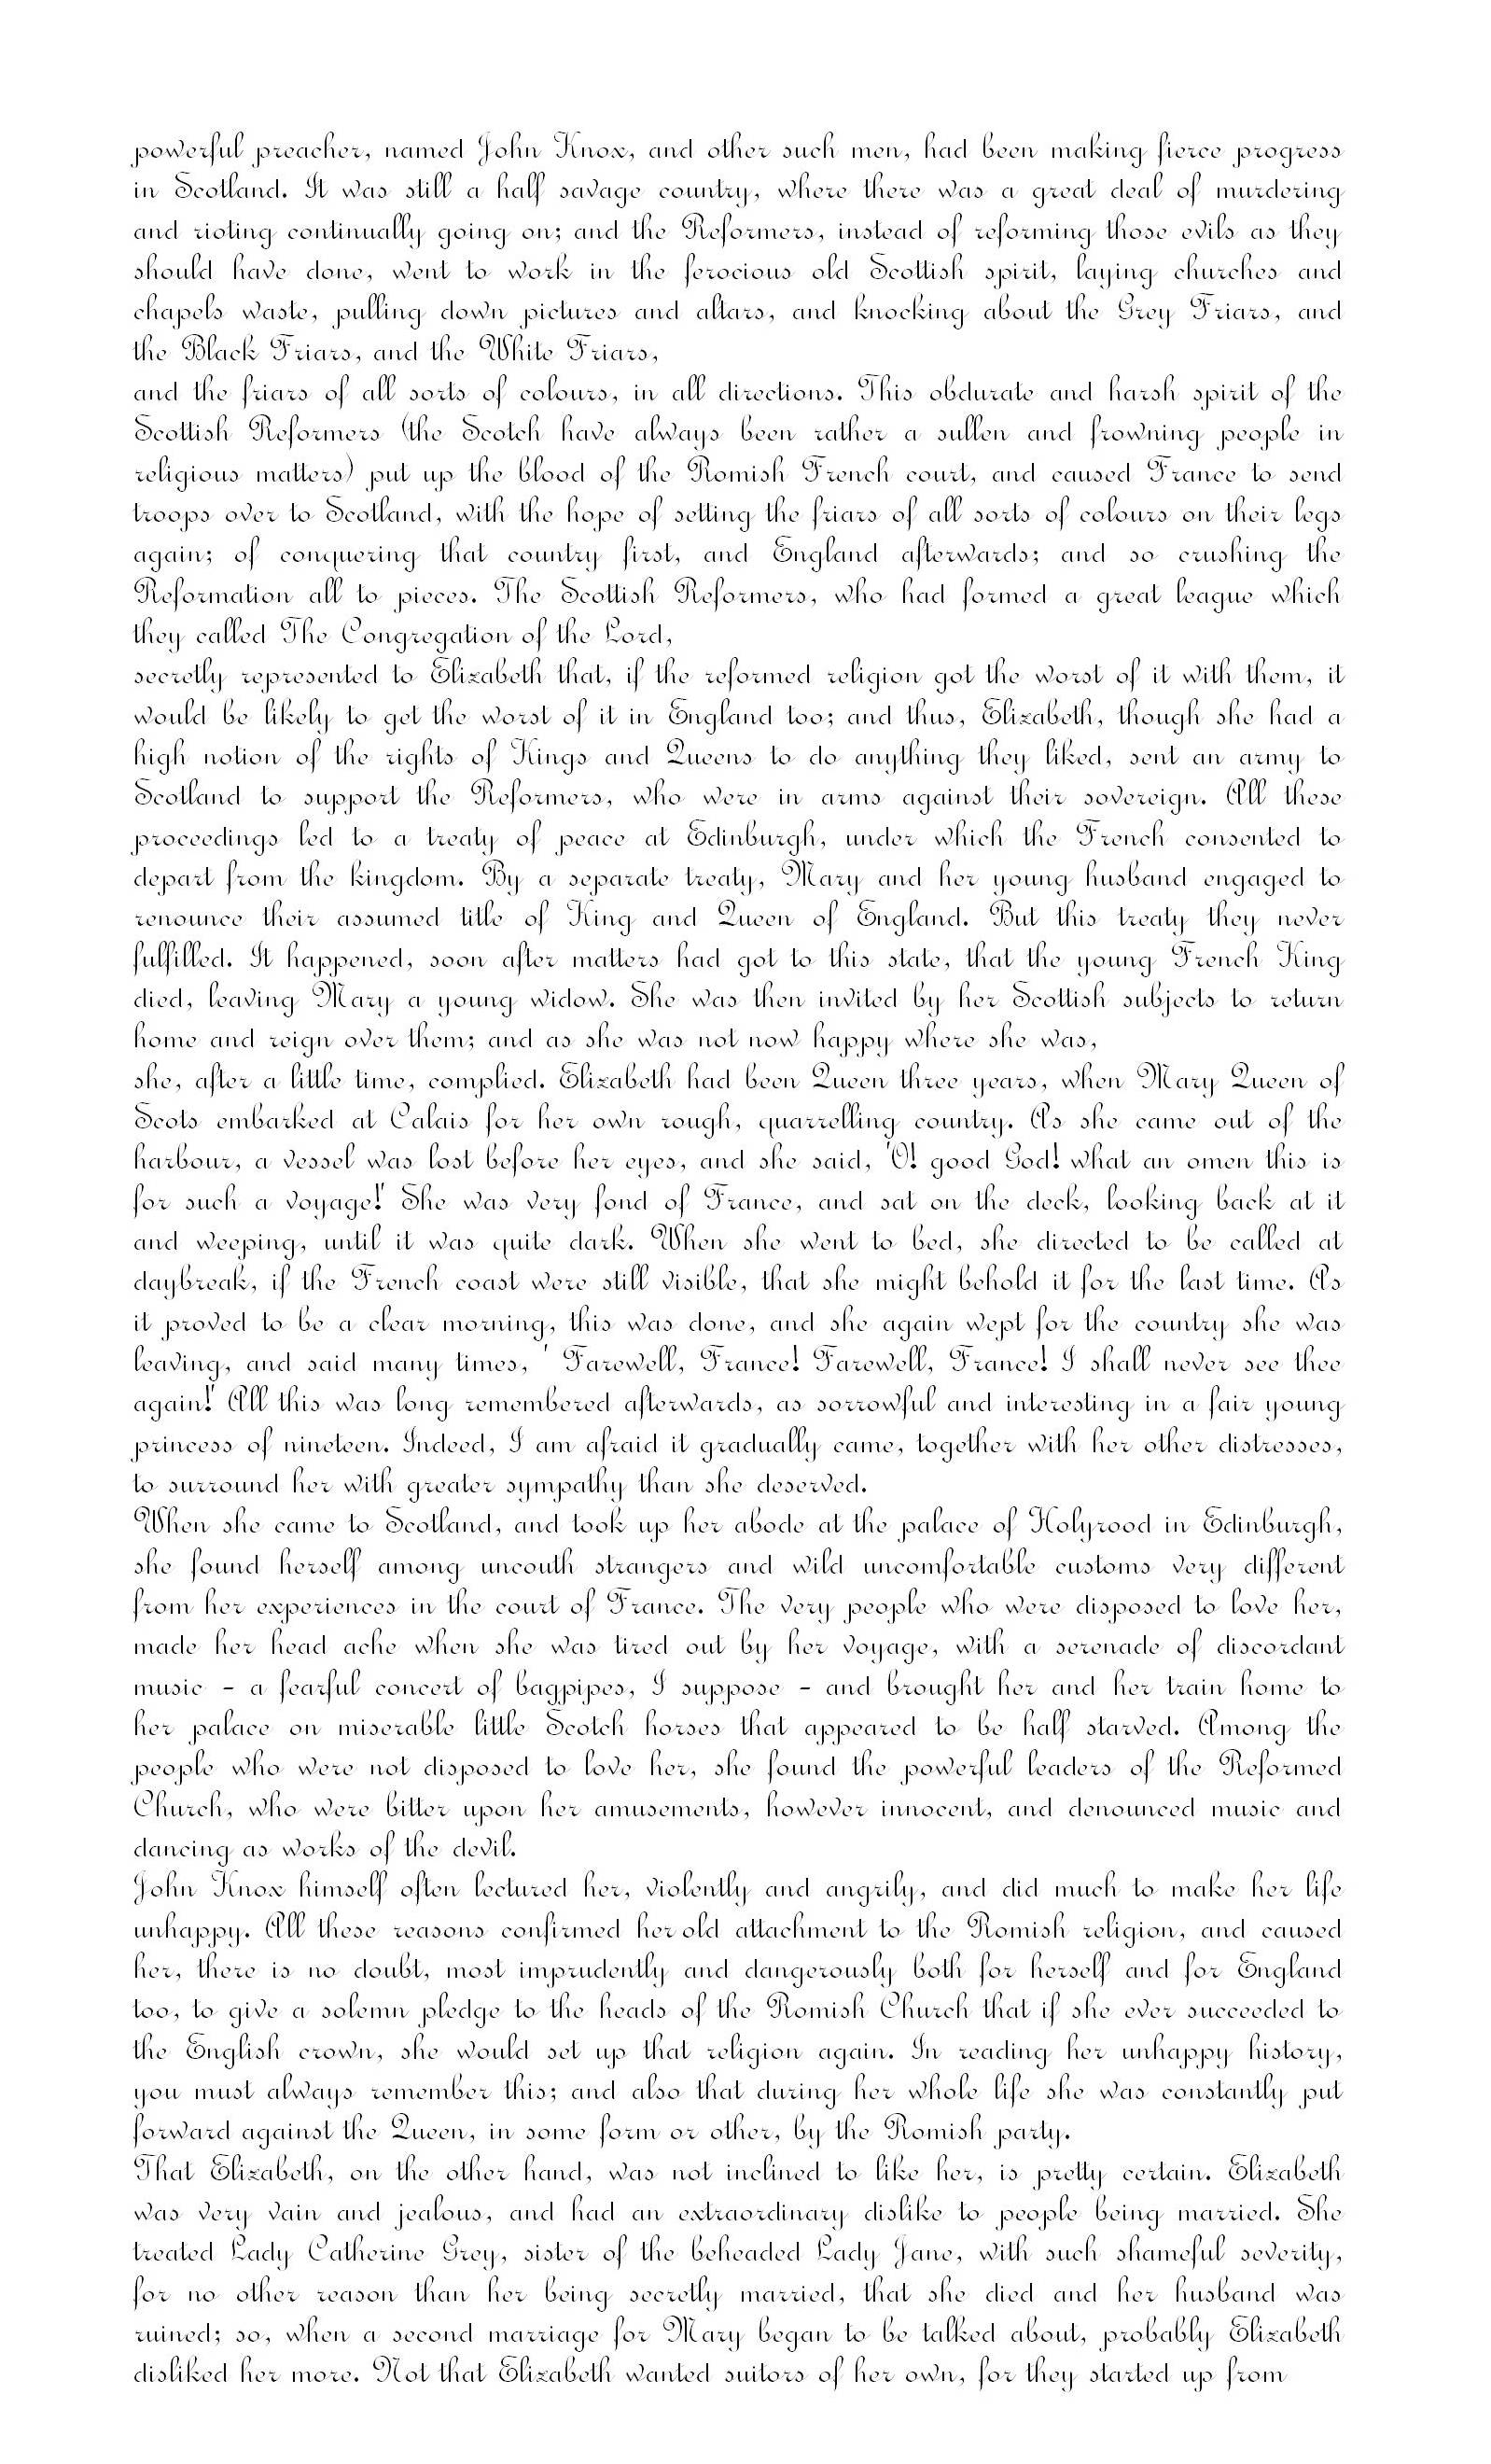 powerful preacher, named John Knox, and other such men, had been making fierce progress
in Scotland. It was still a half savage country, where there was a great deal of murdering
and rioting continually going on; and the Reformers, instead of reforming those evils as they
should have done, went to work in the ferocious old Scottish spirit, laying churches and
chapels waste, pulling down pictures and altars, and knocking about the Grey Friars, and
the Black Friars, and the White Friars,
and the friars of all sorts of colours, in all directions. This obdurate and harsh spirit of the
Scottish Reformers (the Scotch have always been rather a sullen and frowning people in
religious matters) put up the blood of the Romish French court, and caused France to send
troops over to Scotland, with the hope of setting the friars of all sorts of colours on their legs
again; of conquering that country first, and England afterwards; and so crushing the
Reformation all to pieces. The Scottish Reformers, who had formed a great league which
they called The Congregation of the Lord,
secretly represented to Elizabeth that, if the reformed religion got the worst of it with them, it
would be likely to get the worst of it in England too; and thus, Elizabeth, though she had a
high notion of the rights of Kings and Queens to do anything they liked, sent an army to
Scotland to support the Reformers, who were in arms against their sovereign. All these
proceedings led to a treaty of peace at Edinburgh, under which the French consented to
depart from the kingdom. By a separate treaty, Mary and her young husband engaged to
renounce their assumed title of King and Queen of England. But this treaty they never
fulfilled. It happened, soon after matters had got to this state, that the young French King
died, leaving Mary a young widow. She was then invited by her Scottish subjects to return
home and reign over them; and as she was not now happy where she was,
she, after a little time, complied. Elizabeth had been Queen three years, when Mary Queen of
Scots embarked at Calais for her own rough, quarrelling country. As she came out of the
harbour, a vessel was lost before her eyes, and she said, 'O! good God! what an omen this is
for such a voyage!' She was very fond of France, and sat on the deck, looking back at it
and weeping, until it was quite dark. When she went to bed, she directed to be called at
daybreak, if the French coast were still visible, that she might behold it for the last time. As
it proved to be a clear morning, this was done, and she again wept for the country she was
leaving, and said many times, ' Farewell, France! Farewell, France! I shall never see thee
again!' All this was long remembered afterwards, as sorrowful and interesting in a fair young
princess of nineteen. Indeed, I am afraid it gradually came, together with her other distresses,
to surround her with greater sympathy than she deserved.
When she came to Scotland, and took up her abode at the palace of Holyrood in Edinburgh,
she found herself among uncouth strangers and wild uncomfortable customs very different
from her experiences in the court of France. The very people who were disposed to love her,
made her head ache when she was tired out by her voyage, with a serenade of discordant
music - a fearful concert of bagpipes, I suppose - and brought her and her train home to
her palace on miserable little Scotch horses that appeared to be half starved. Among the
people who were not disposed to love her, she found the powerful leaders of the Reformed
Church, who were bitter upon her amusements, however innocent, and denounced music and
dancing as works of the devil.
John Knox himself often lectured her, violently and angrily, and did much to make her life
unhappy. All these reasons confirmed her old attachment to the Romish religion, and caused
her, there is no doubt, most imprudently and dangerously both for herself and for England
too, to give a solemn pledge to the heads of the Romish Church that if she ever succeeded to
the English crown, she would set up that religion again. In reading her unhappy history,
you must always remember this; and also that during her whole life she was constantly put
forward against the Queen, in some form or other, by the Romish party.
That Elizabeth, on the other hand, was not inclined to like her, is pretty certain. Elizabeth
was very vain and jealous, and had an extraordinary dislike to people being married. She
treated Lady Catherine Grey, sister of the beheaded Lady Jane, with such shameful severity,
for no other reason than her being secretly married, that she died and her husband was
ruined; so, when a second marriage for Mary began to be talked about, probably Elizabeth
disliked her more. Not that Elizabeth wanted suitors of her own, for they started up from